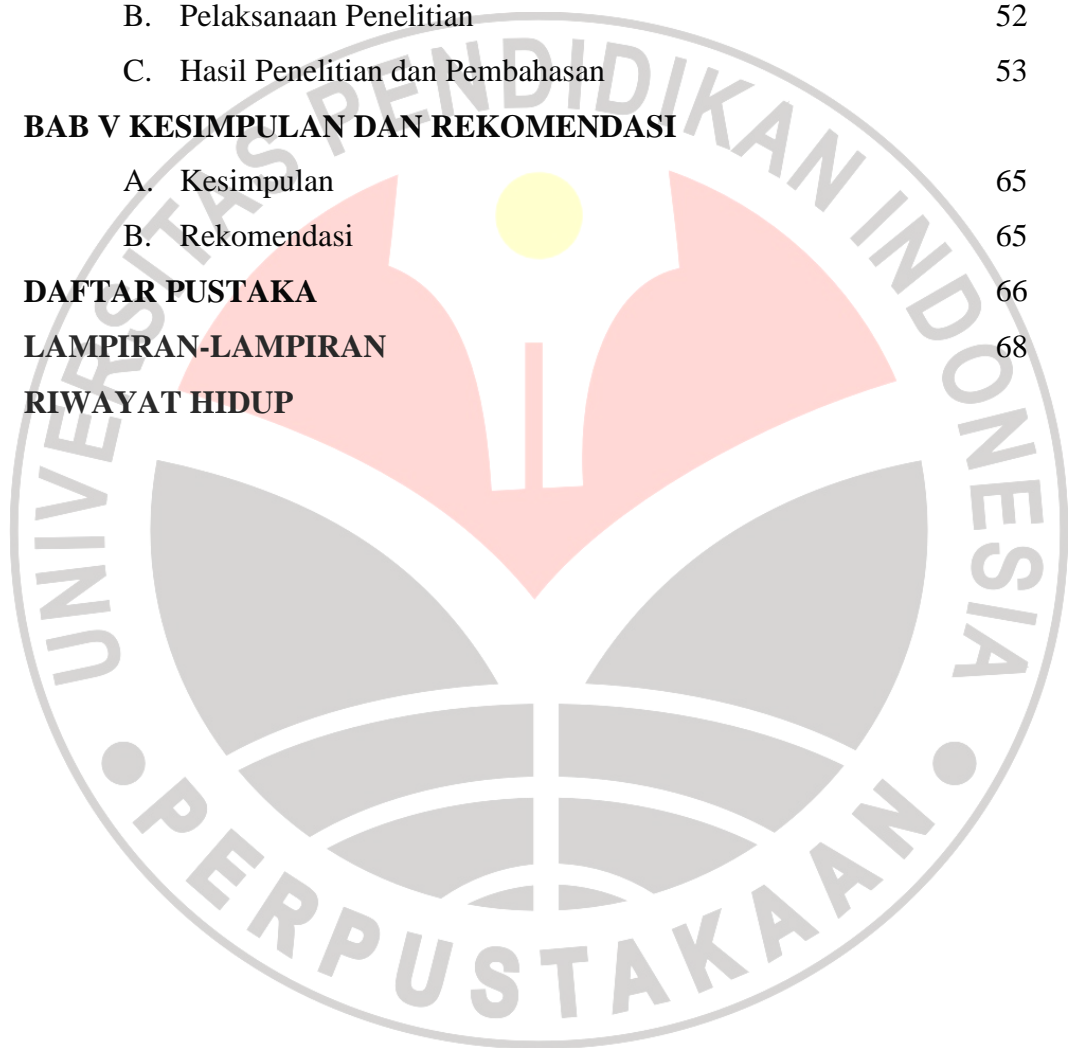 B. Pelaksanaan Penelitian 52
C. Hasil Penelitian dan Pembahasan 53
BAB V KESIMPULAN DAN REKOMENDASI
A. Kesimpulan 65
B. Rekomendasi 65
DAFTAR PUSTAKA 66
LAMPIRAN-LAMPIRAN 68
RIWAYAT HIDUP
UNIVERSITAS PENDIDIKAN INDONESIA
PERPUSTAKAAN